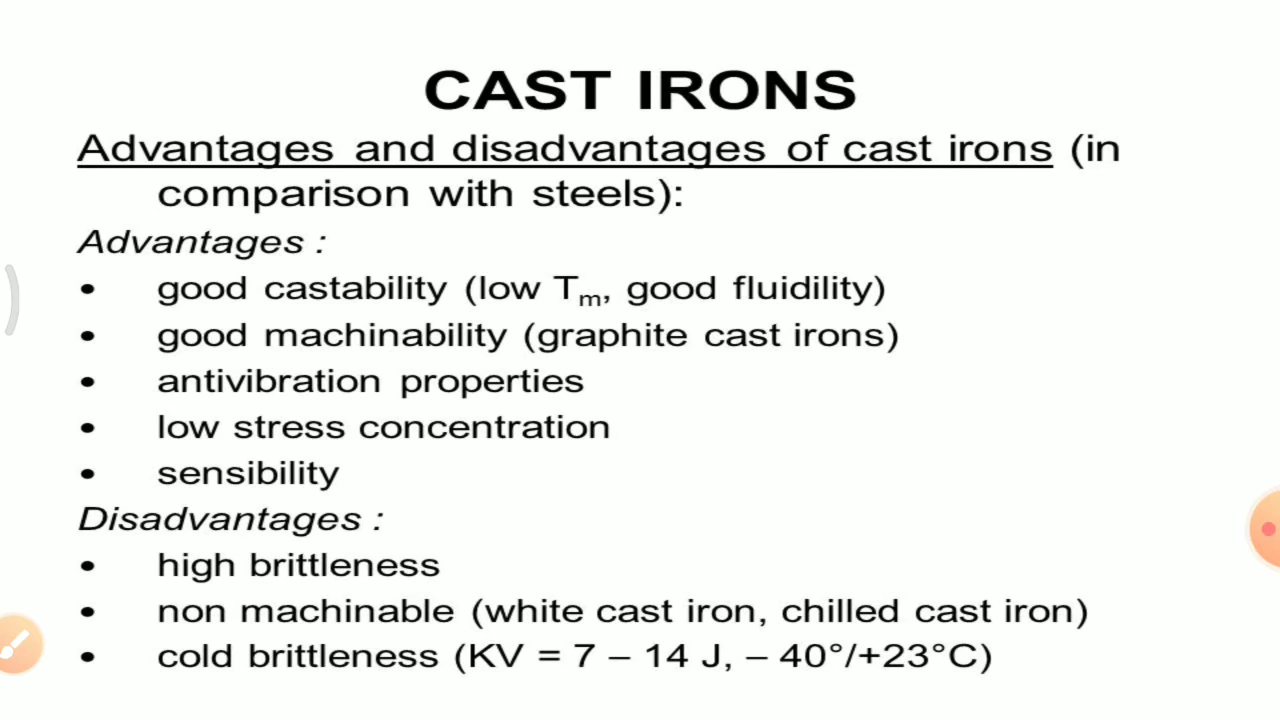 CAST IRONS
Advantages and disadvantages of cast irons (in
comparison with steels):
Advantages :
• good castability (low Tm, good fluidility)
• good machinability (graphite cast irons)
• antivibration properties
• low stress concentration
• sensibility
Disadvantages :
• high brittleness
• non machinable (white cast iron, chilled cast iron)
• cold brittleness (KV = 7 – 14 J, – 40°/+23°C)